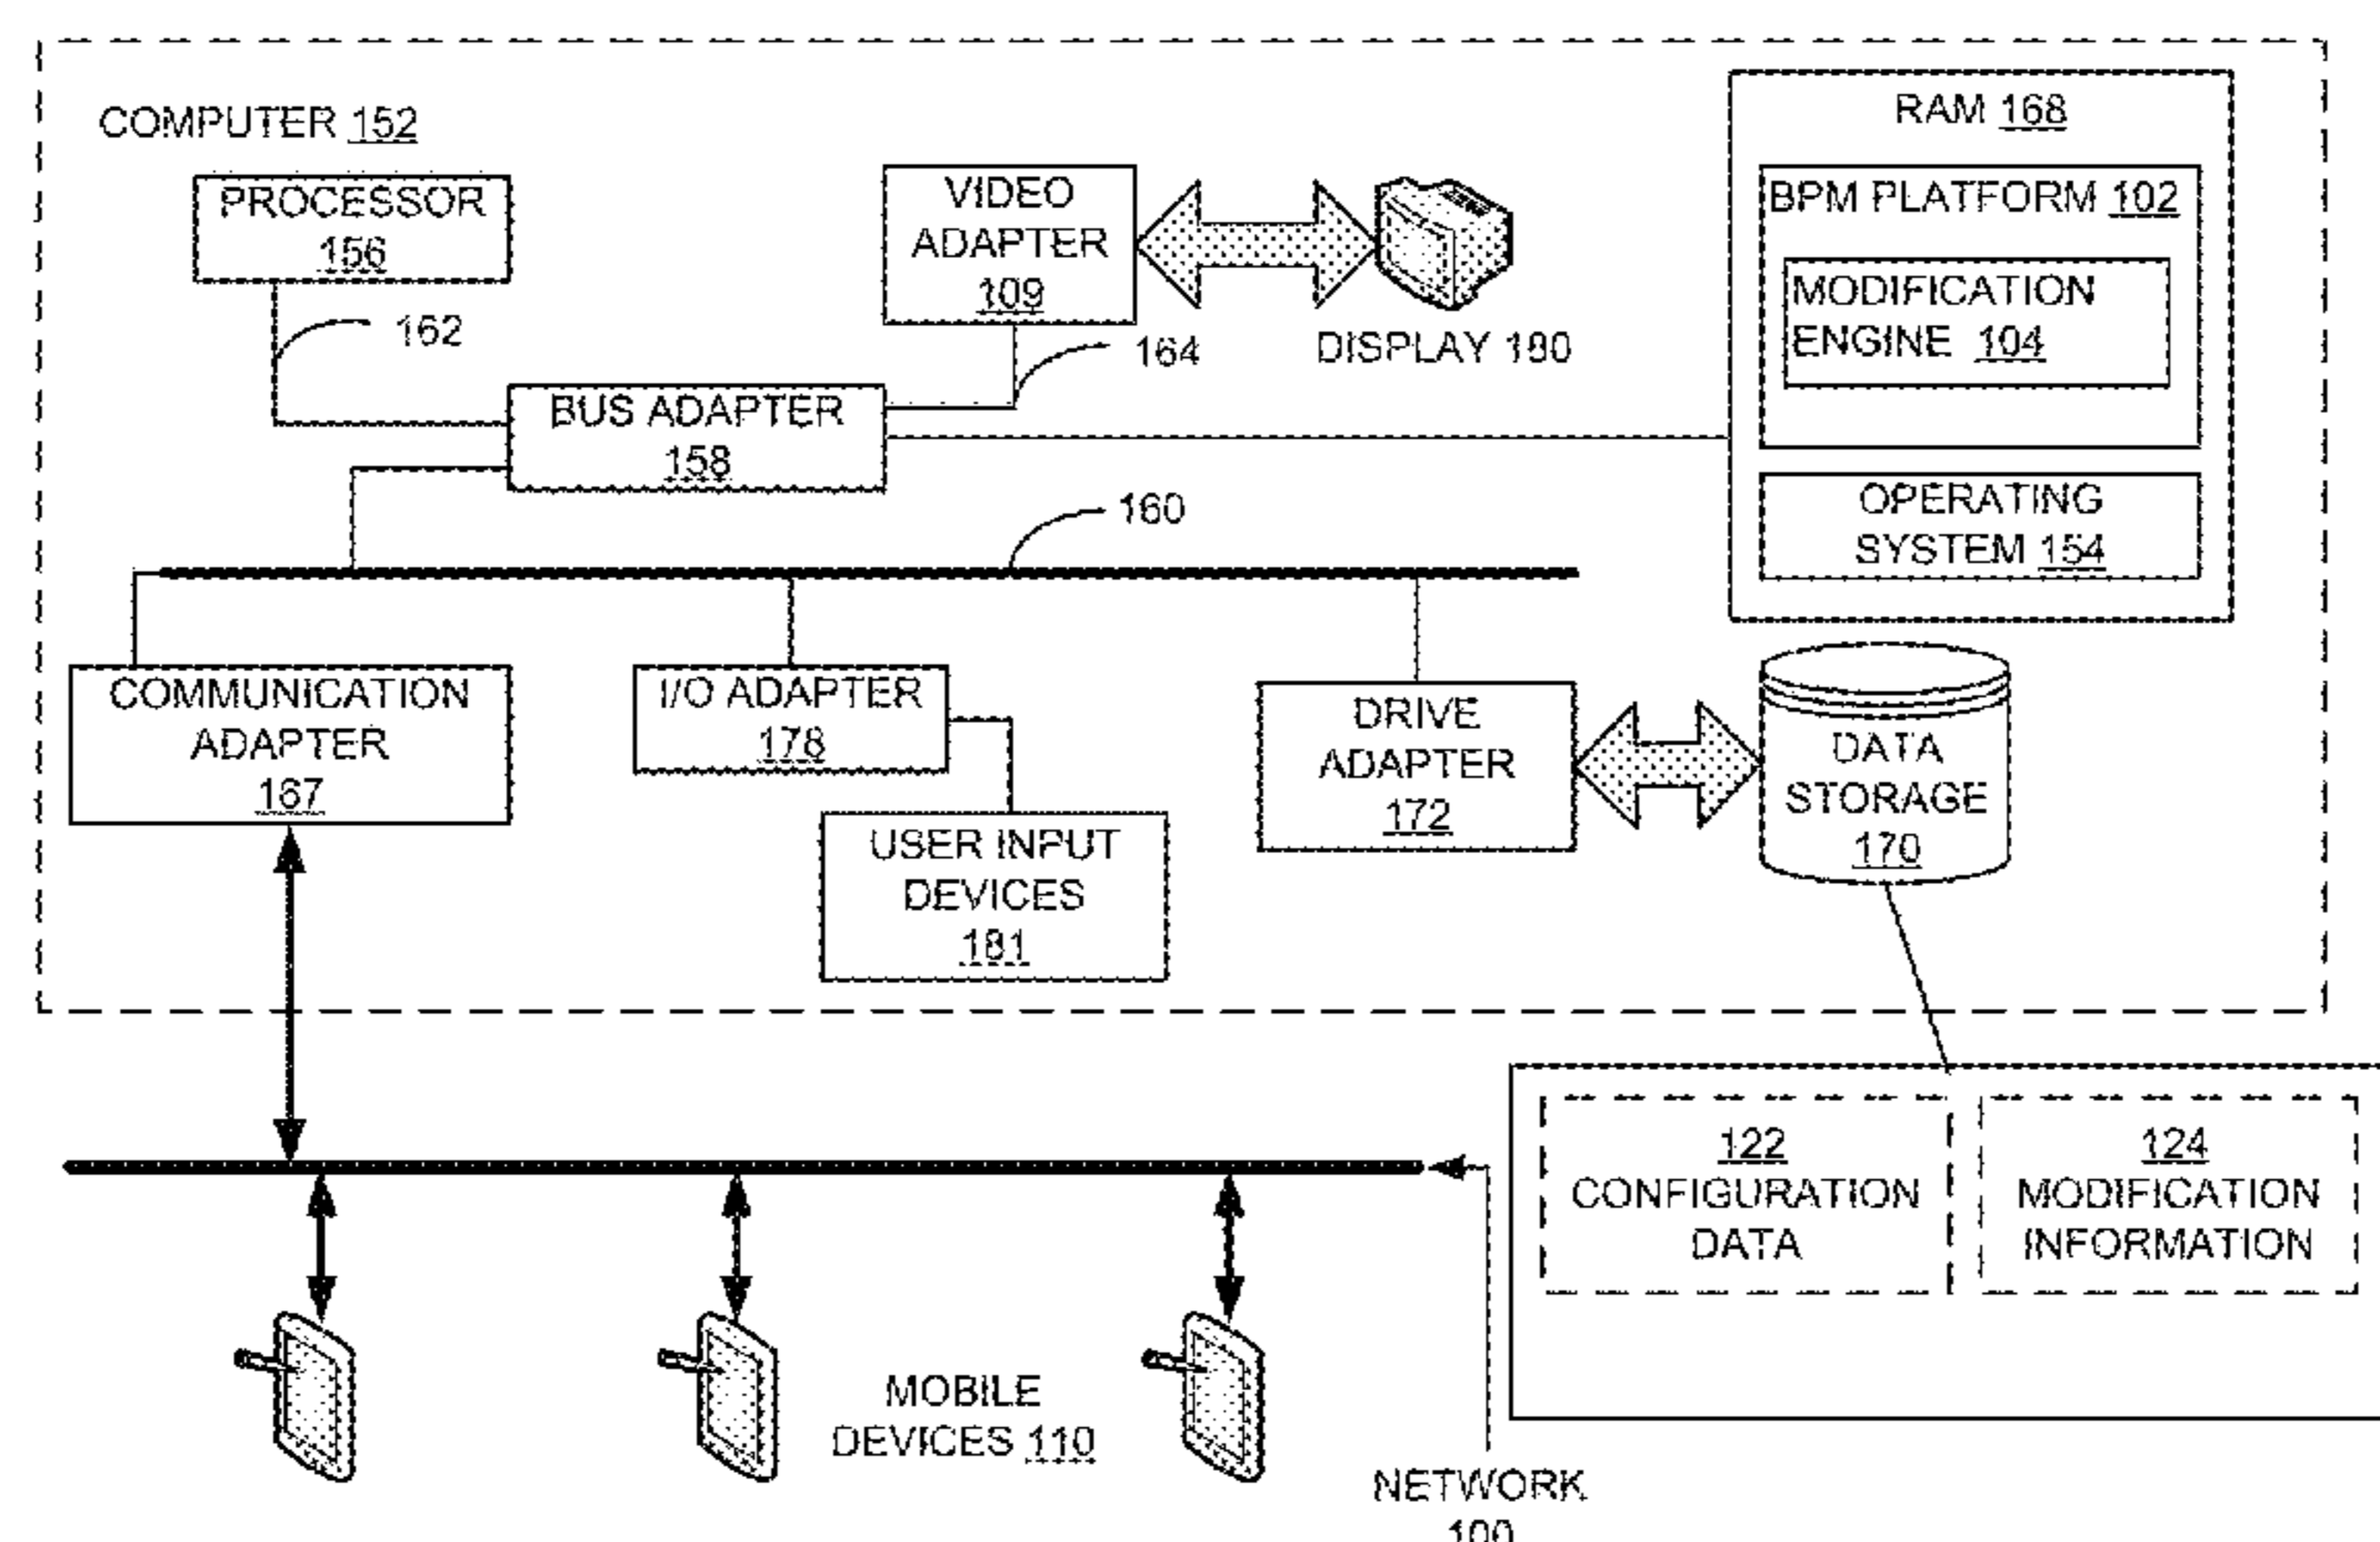 COMPUTER 152
PROCESSOR
156
162
VIDEO
ADAPTER
109
DISPLAY 180
164
BUS ADAPTER
158
160
RAM 168
BPM PLATFORM 102
MODIFICATION
ENGINE 104
OPERATING
SYSTEM 154
COMMUNICATION
ADAPTER
167
I/O ADAPTER
178
USER INPUT
DEVICES
181
DRIVE
ADAPTER
172
DATA
STORAGE
170
122
CONFIGURATION
DATA
124
MODIFICATION
INFORMATION
MOBILE
DEVICES 110
NETWORK
100